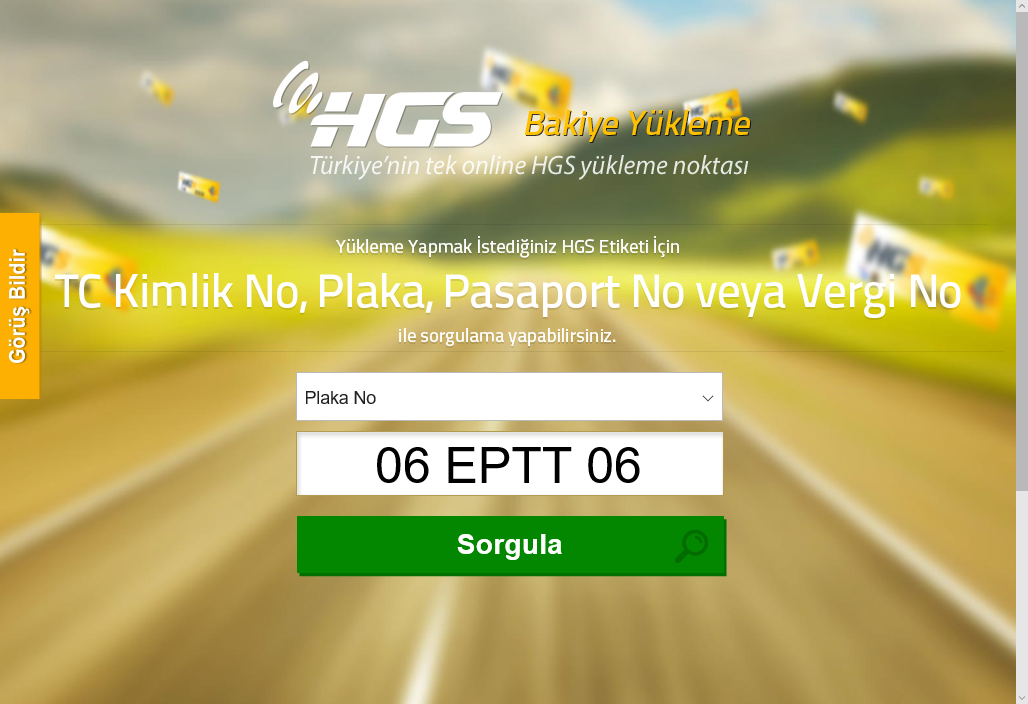 HGS
Bakiye Yükleme
Türkiye'nin tek online HGS yükleme noktası
Yükleme Yapmak İstediğiniz HGS Etiketi İçin
TC Kimlik No, Plaka, Pasaport No veya Vergi No
ile sorgulama yapabilirsiniz.
Görüş Bildir
Plaka No
06 EPTT 06
Sorgula